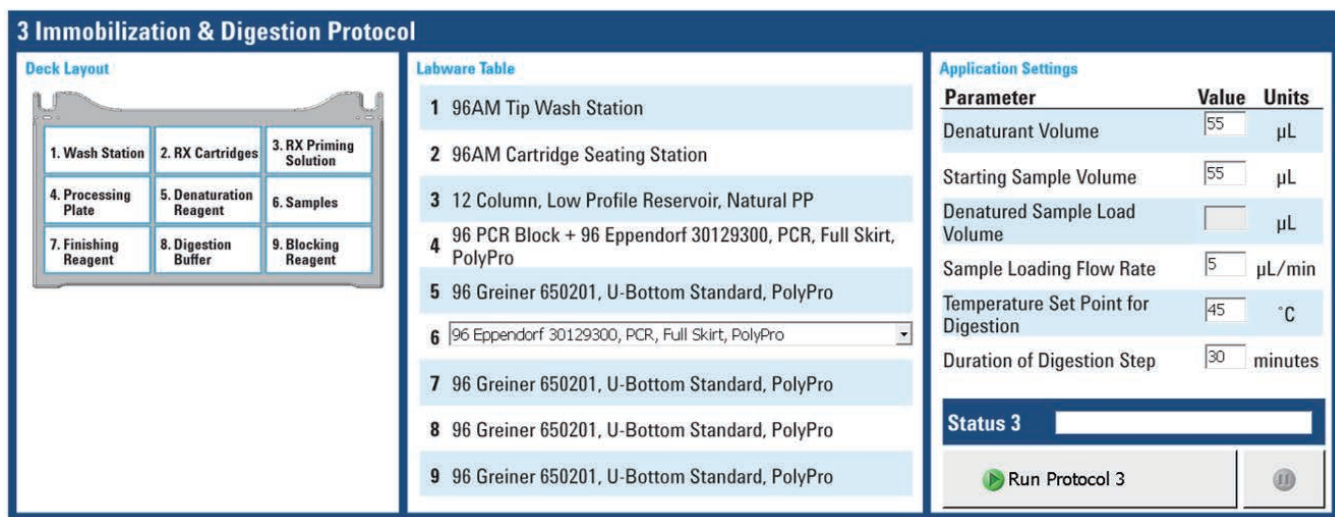 3 Immobilization & Digestion Protocol
Deck Layout
1. Wash Station
2. RX Cartridges
3. RX Priming
Solution
4. Processing
Plate
5. Denaturation
Reagent
6. Samples
7. Finishing
Reagent
8. Digestion
Buffer
9. Blocking
Reagent
Labware Table
1 96AM Tip Wash Station
2 96AM Cartridge Seating Station
3 12 Column, Low Profile Reservoir, Natural PP
4 96 PCR Block + 96 Eppendorf 30129300, PCR, Full Skirt,
PolyPro
5 96 Greiner 650201, U-Bottom Standard, PolyPro
6 96 Eppendorf 30129300, PCR, Full Skirt, PolyPro
7 96 Greiner 650201, U-Bottom Standard, PolyPro
8 96 Greiner 650201, U-Bottom Standard, PolyPro
9 96 Greiner 650201, U-Bottom Standard, PolyPro
Application Settings
Parameter Value Units
Denaturant Volume 55 µL
Starting Sample Volume 55 µL
Denatured Sample Load
Volume µL
Sample Loading Flow Rate 5 µL/min
Temperature Set Point for
Digestion 45 °C
Duration of Digestion Step 30 minutes
Status 3
Run Protocol 3